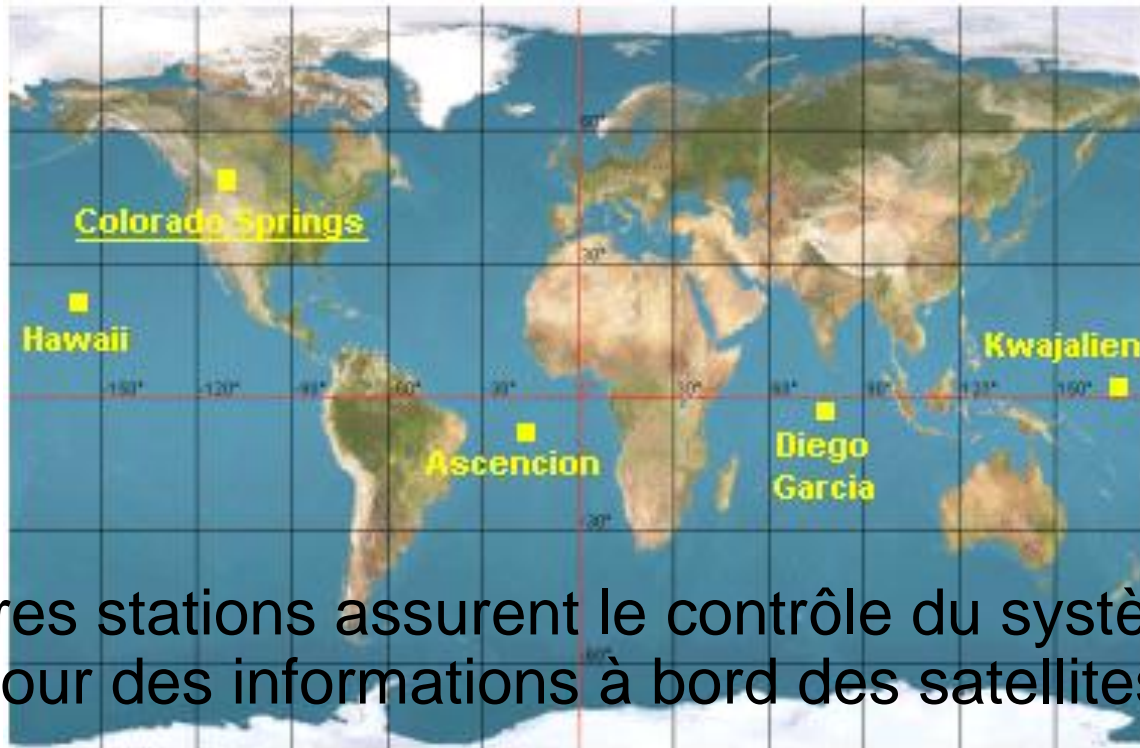 60°
Colorado Springs
30°
Hawaii
Kwajalien
-150° -120° -90° -60° -30° 30° 60° 90° 120° 150°
Ascencion
Diego
Garcia
-30°
res stations assurent le contrôle du systè
our des informations à bord des satellites
-60°